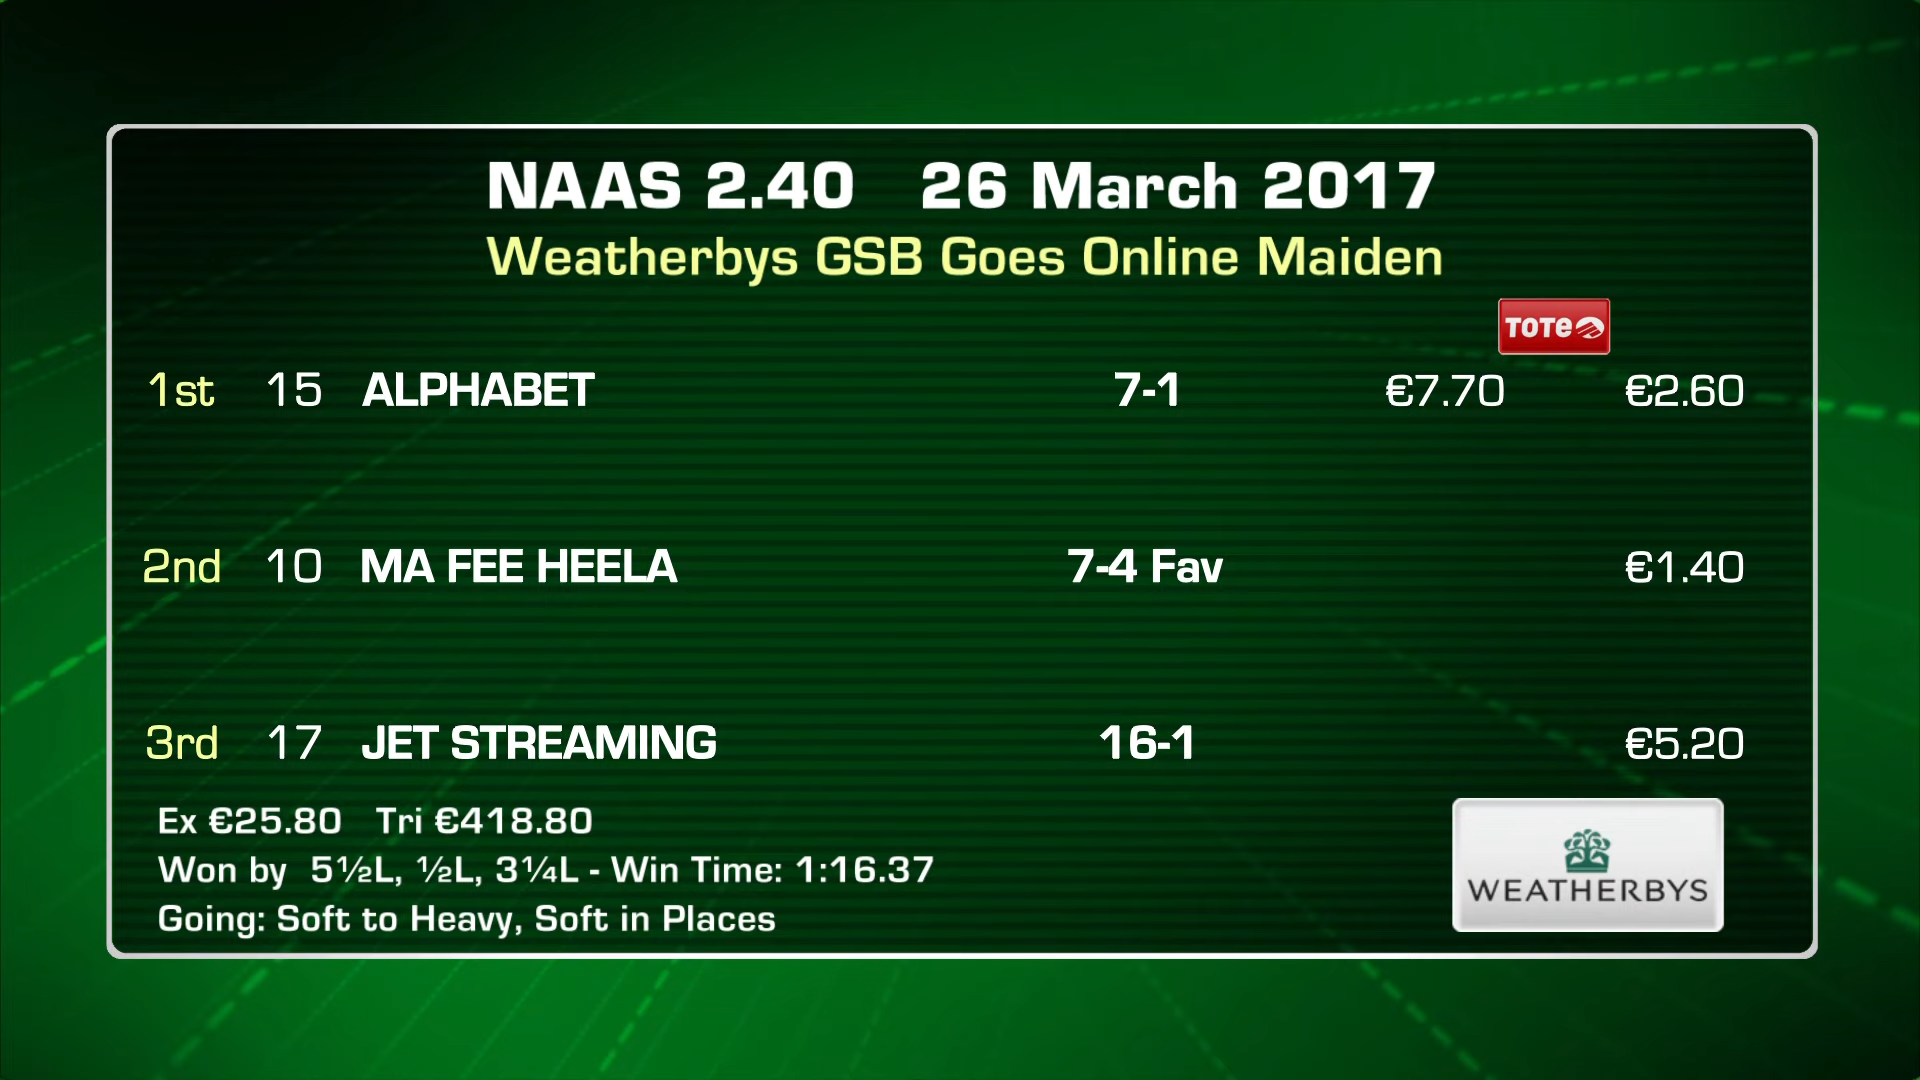 NAAS 2.40 26 March 2017
Weatherbys GSB Goes Online Maiden
TOTE
1st 15 ALPHABET 7-1 €7.70 €2.60
2nd 10 MA FEE HEELA 7-4 Fav €1.40
3rd 17 JET STREAMING 16-1 €5.20
Ex €25.80 Tri €418.80
Won by 5½L, ½L, 3¼L - Win Time: 1:16.37
Going: Soft to Heavy, Soft in Places
WEATHERBYS